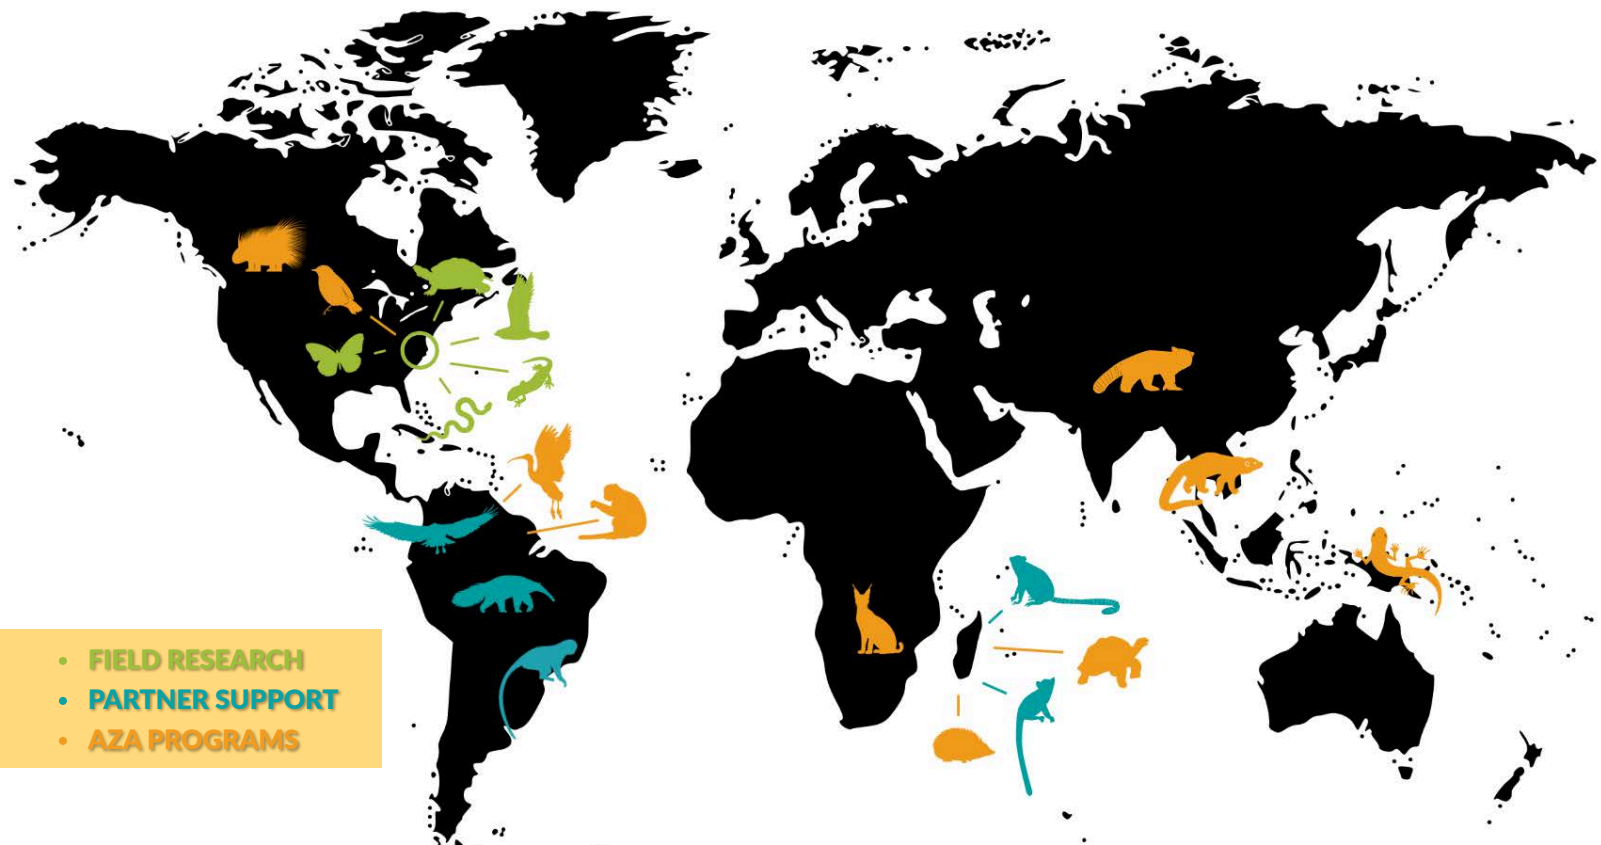 • FIELD RESEARCH
• PARTNER SUPPORT
• AZA PROGRAMS